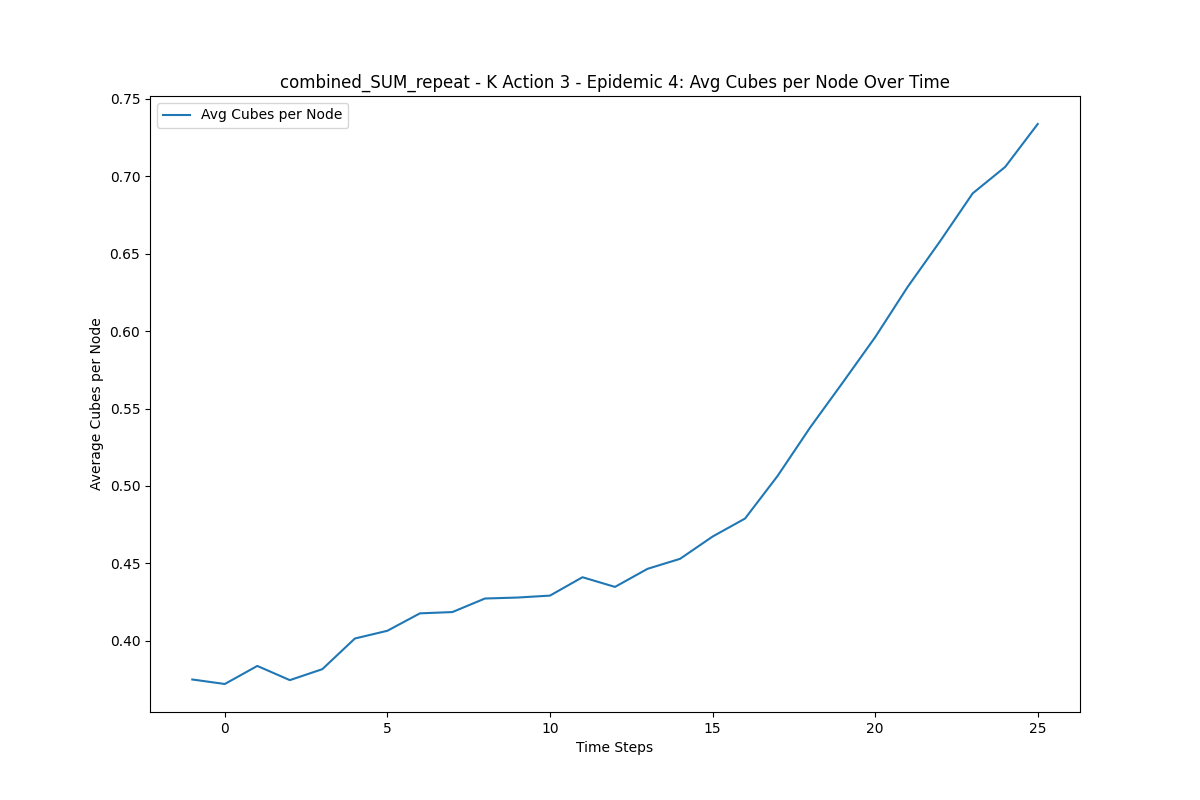 combined_SUM_repeat - K Action 3 - Epidemic 4: Avg Cubes per Node Over Time
Avg Cubes per Node
0.75
0.70
0.65
0.60
0.55
0.50
0.45
0.40
Average Cubes per Node
0 5 10 15 20 25
Time Steps